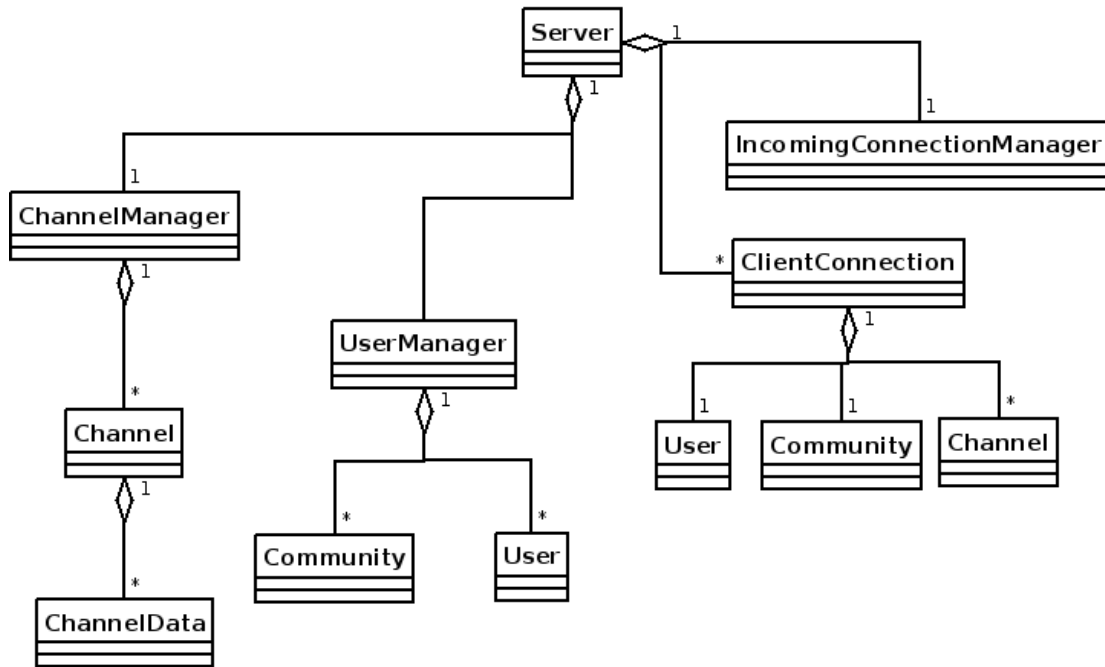 Server
1
1
1
IncomingConnectionManager
1
ChannelManager
1
*
ClientConnection
1
UserManager
1
*
Channel
1
1
1
*
User
Community
Channel
1
*
*
Community
User
*
ChannelData